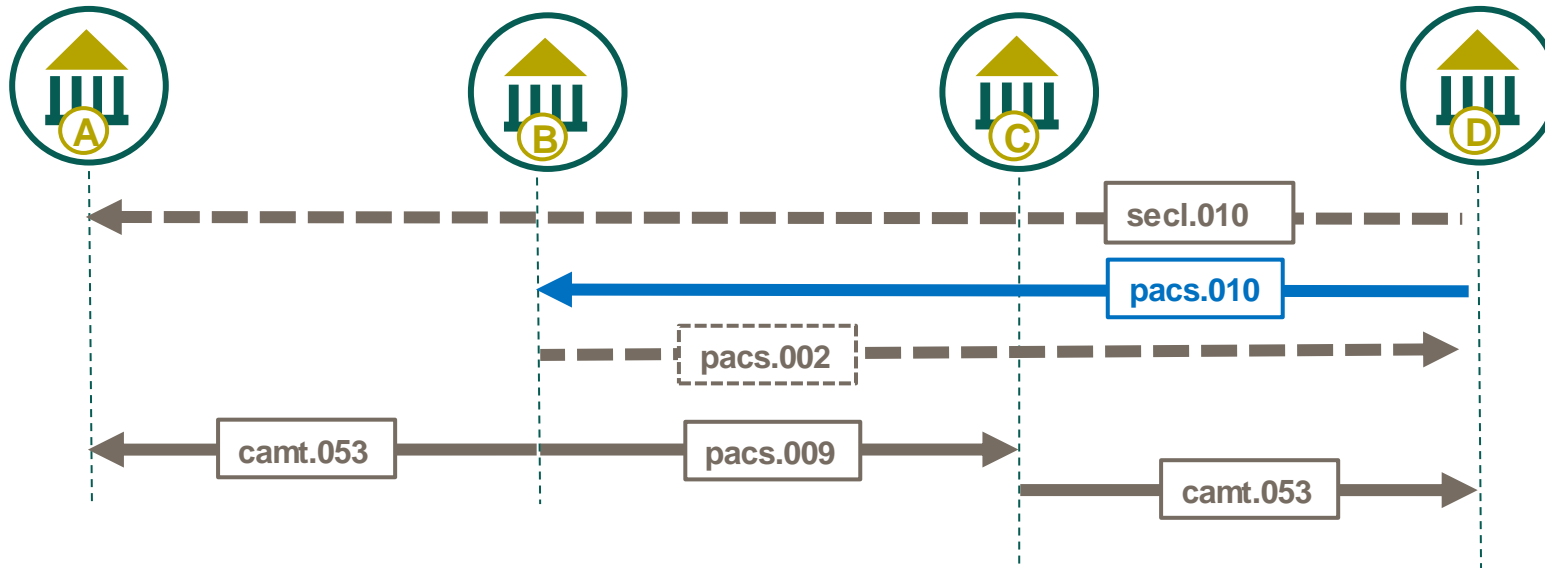 A
B
C
D
secl.010
pacs.010
pacs.002
camt.053
pacs.009
camt.053